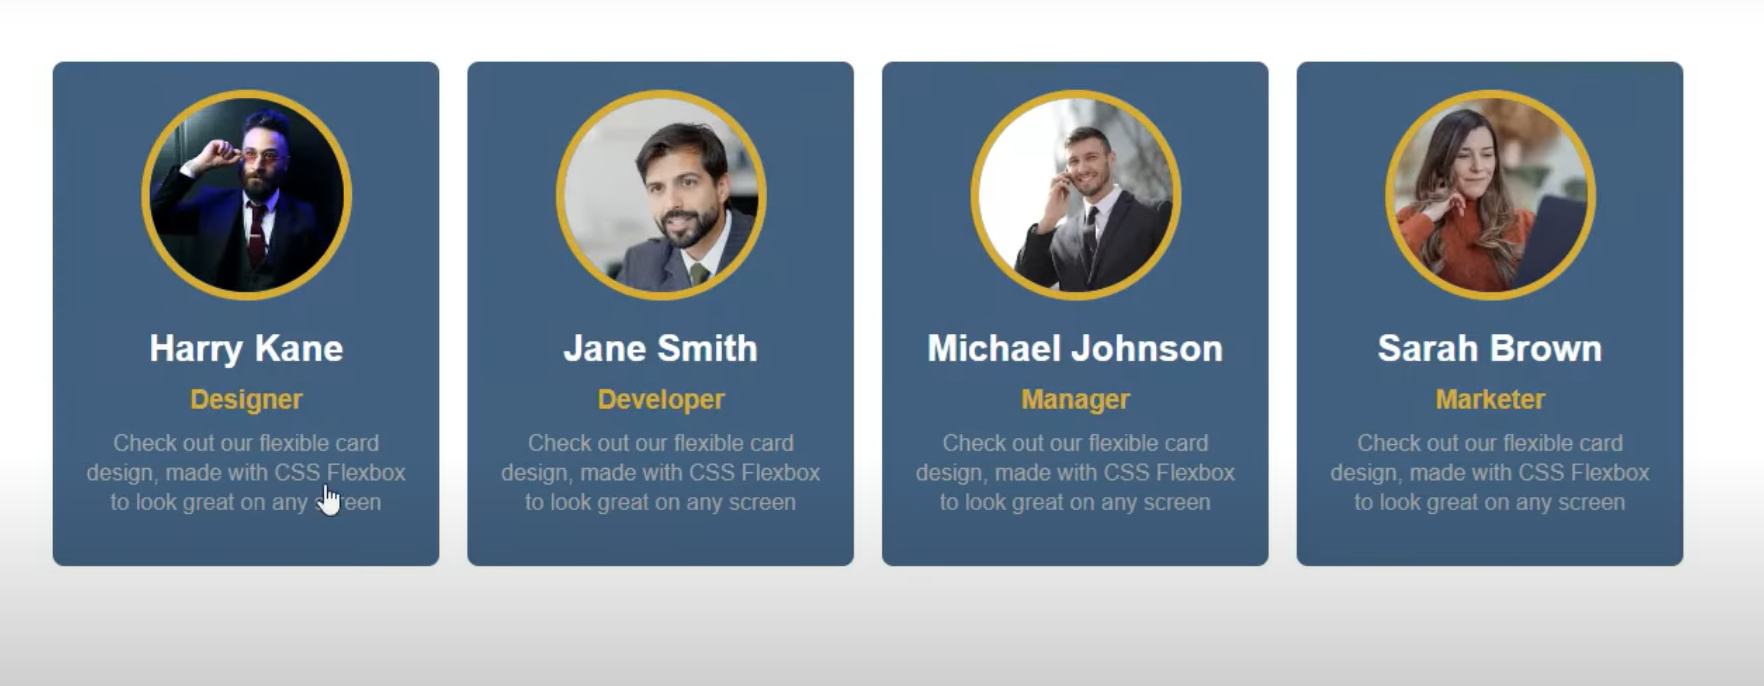 Harry Kane
Designer
Check out our flexible card
design, made with CSS Flexbox
to look great on any screen
Jane Smith
Developer
Check out our flexible card
design, made with CSS Flexbox
to look great on any screen
Michael Johnson
Manager
Check out our flexible card
design, made with CSS Flexbox
to look great on any screen
Sarah Brown
Marketer
Check out our flexible card
design, made with CSS Flexbox
to look great on any screen